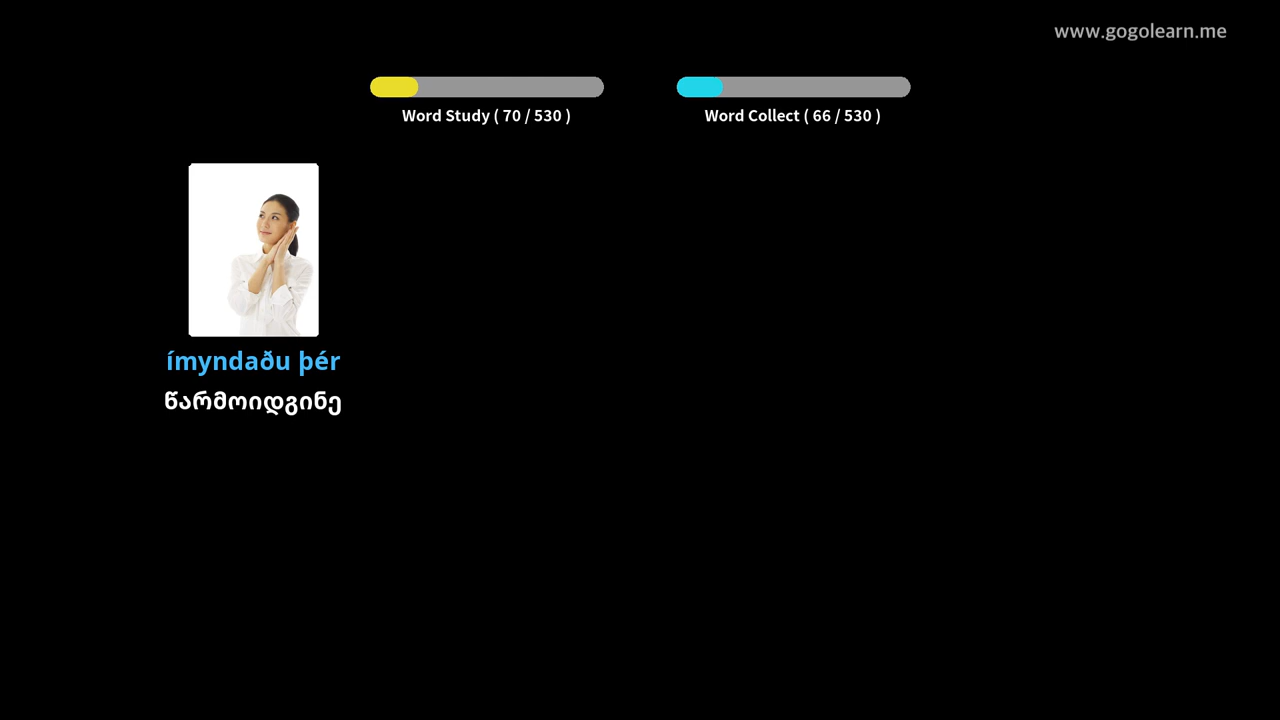 www.gogolearn.me
Word Study ( 70 / 530 )
Word Collect ( 66 / 530 )
ímyndaðu þér
წარმოიდგინე